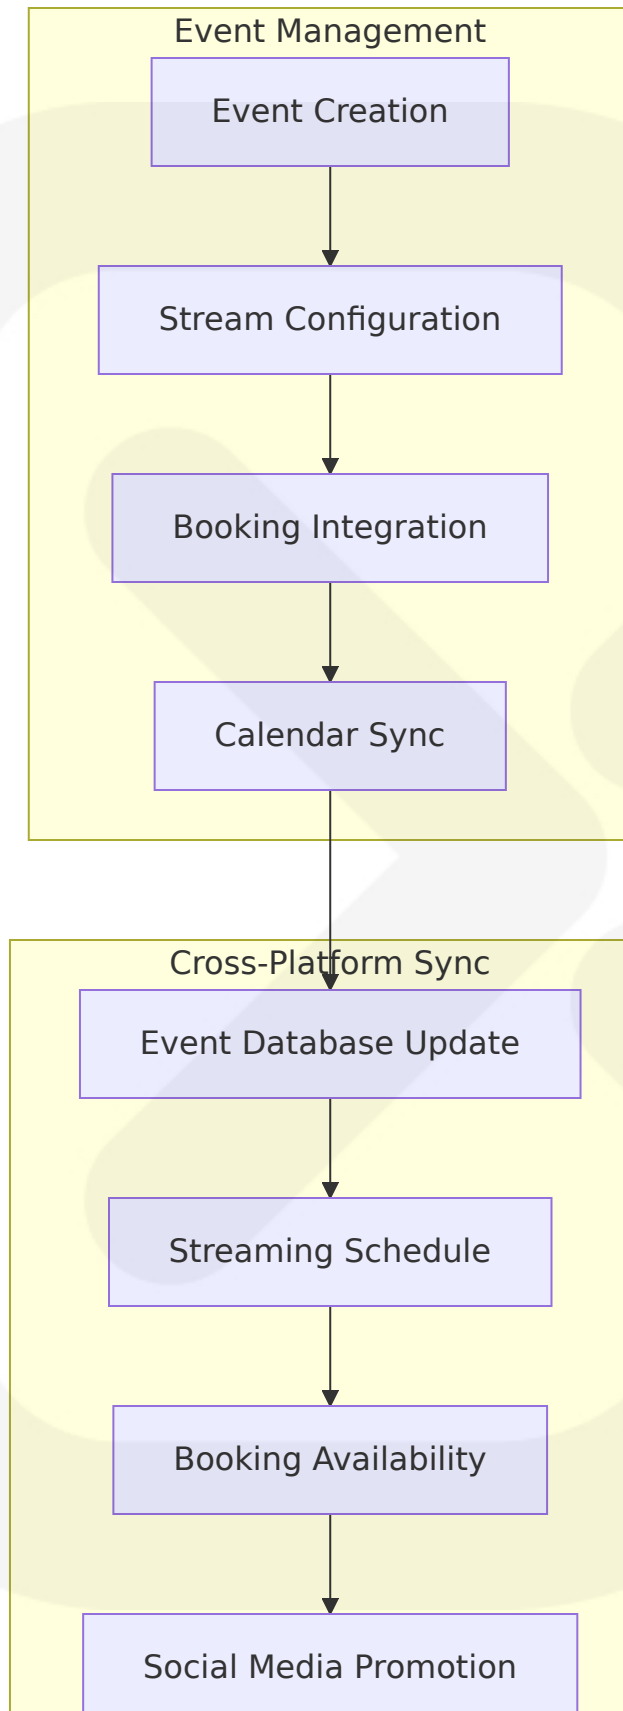 Event Management
Event Creation
Stream Configuration
Booking Integration
Calendar Sync
Cross-Platform Sync
Event Database Update
Streaming Schedule
Booking Availability
Social Media Promotion